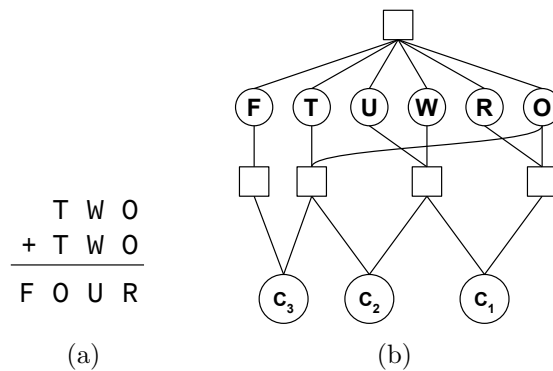 F T U W R O
T W O
+ T W O
F O U R
C3 C2 C1
(a) (b)